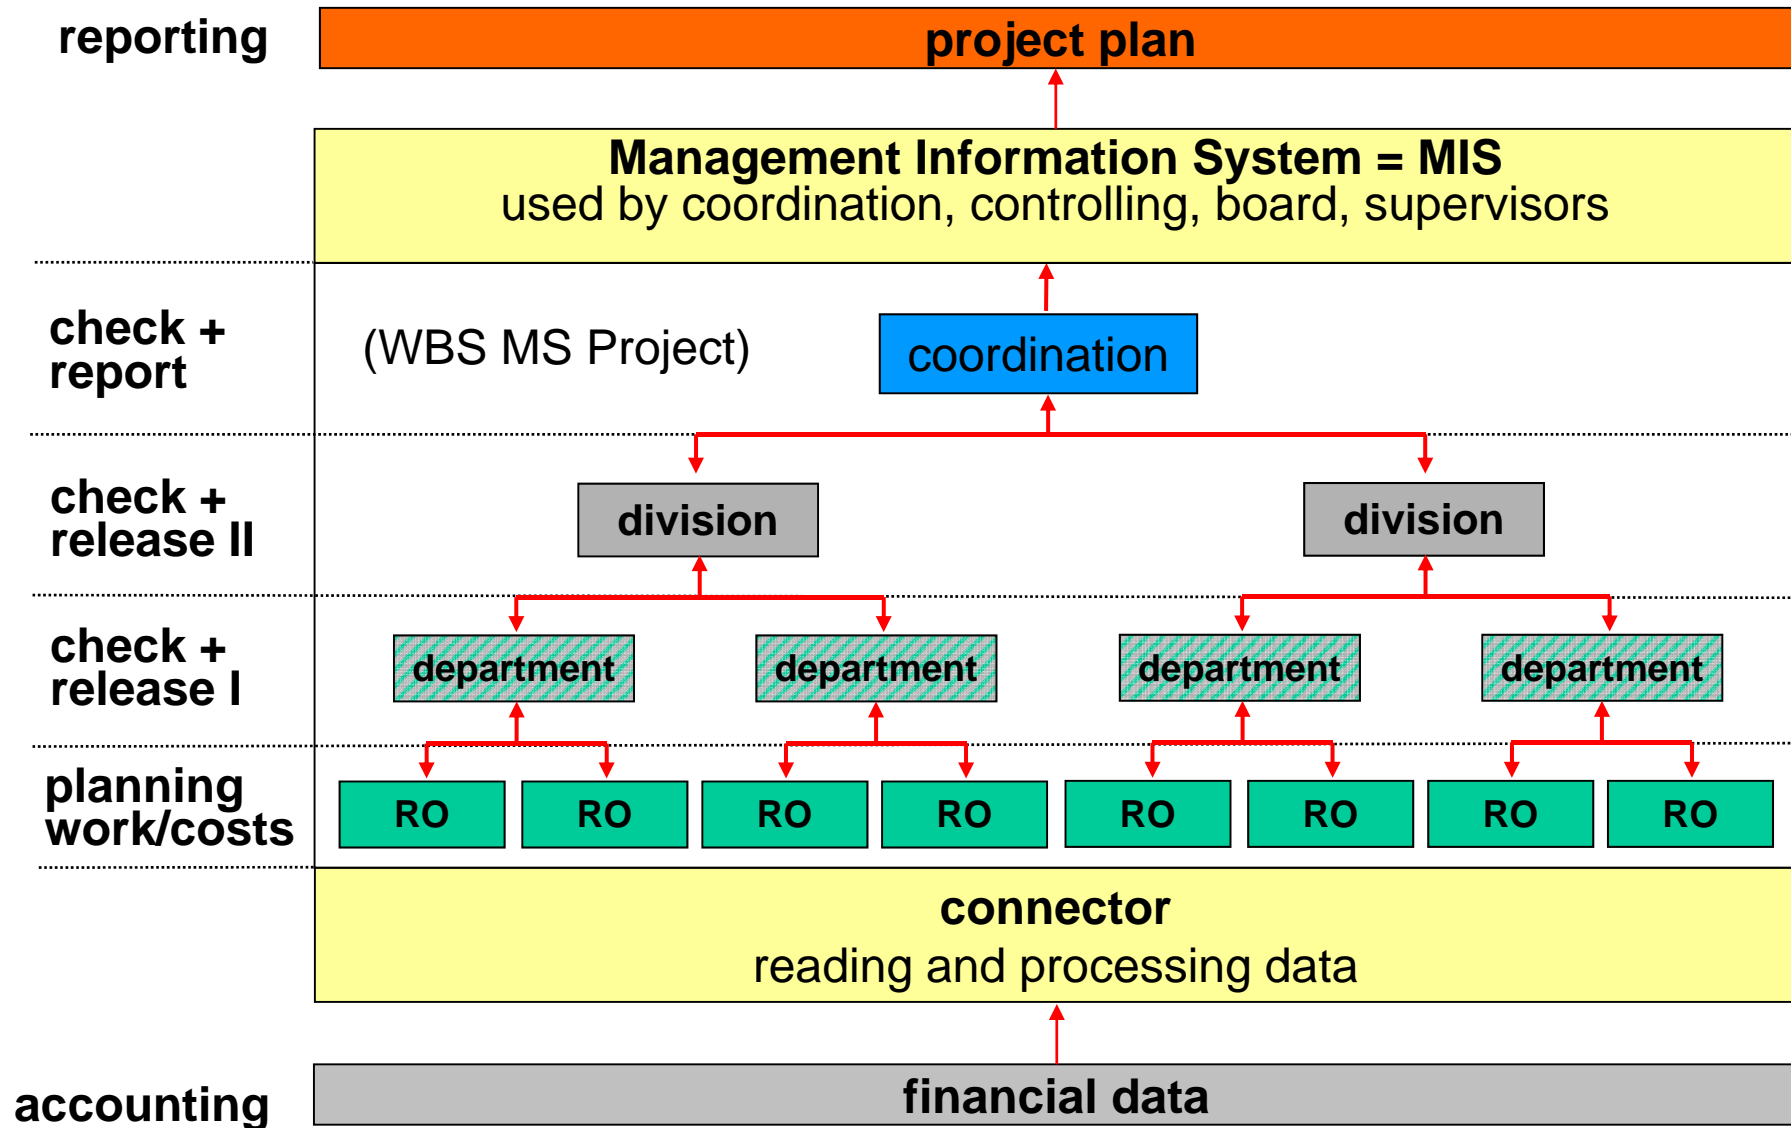 reporting
project plan
Management Information System = MIS
used by coordination, controlling, board, supervisors
check +
report
(WBS MS Project)
coordination
check +
release II
division
division
check +
release I
department
department
department
department
planning
work/costs
RO
RO
RO
RO
RO
RO
RO
RO
connector
reading and processing data
accounting
financial data